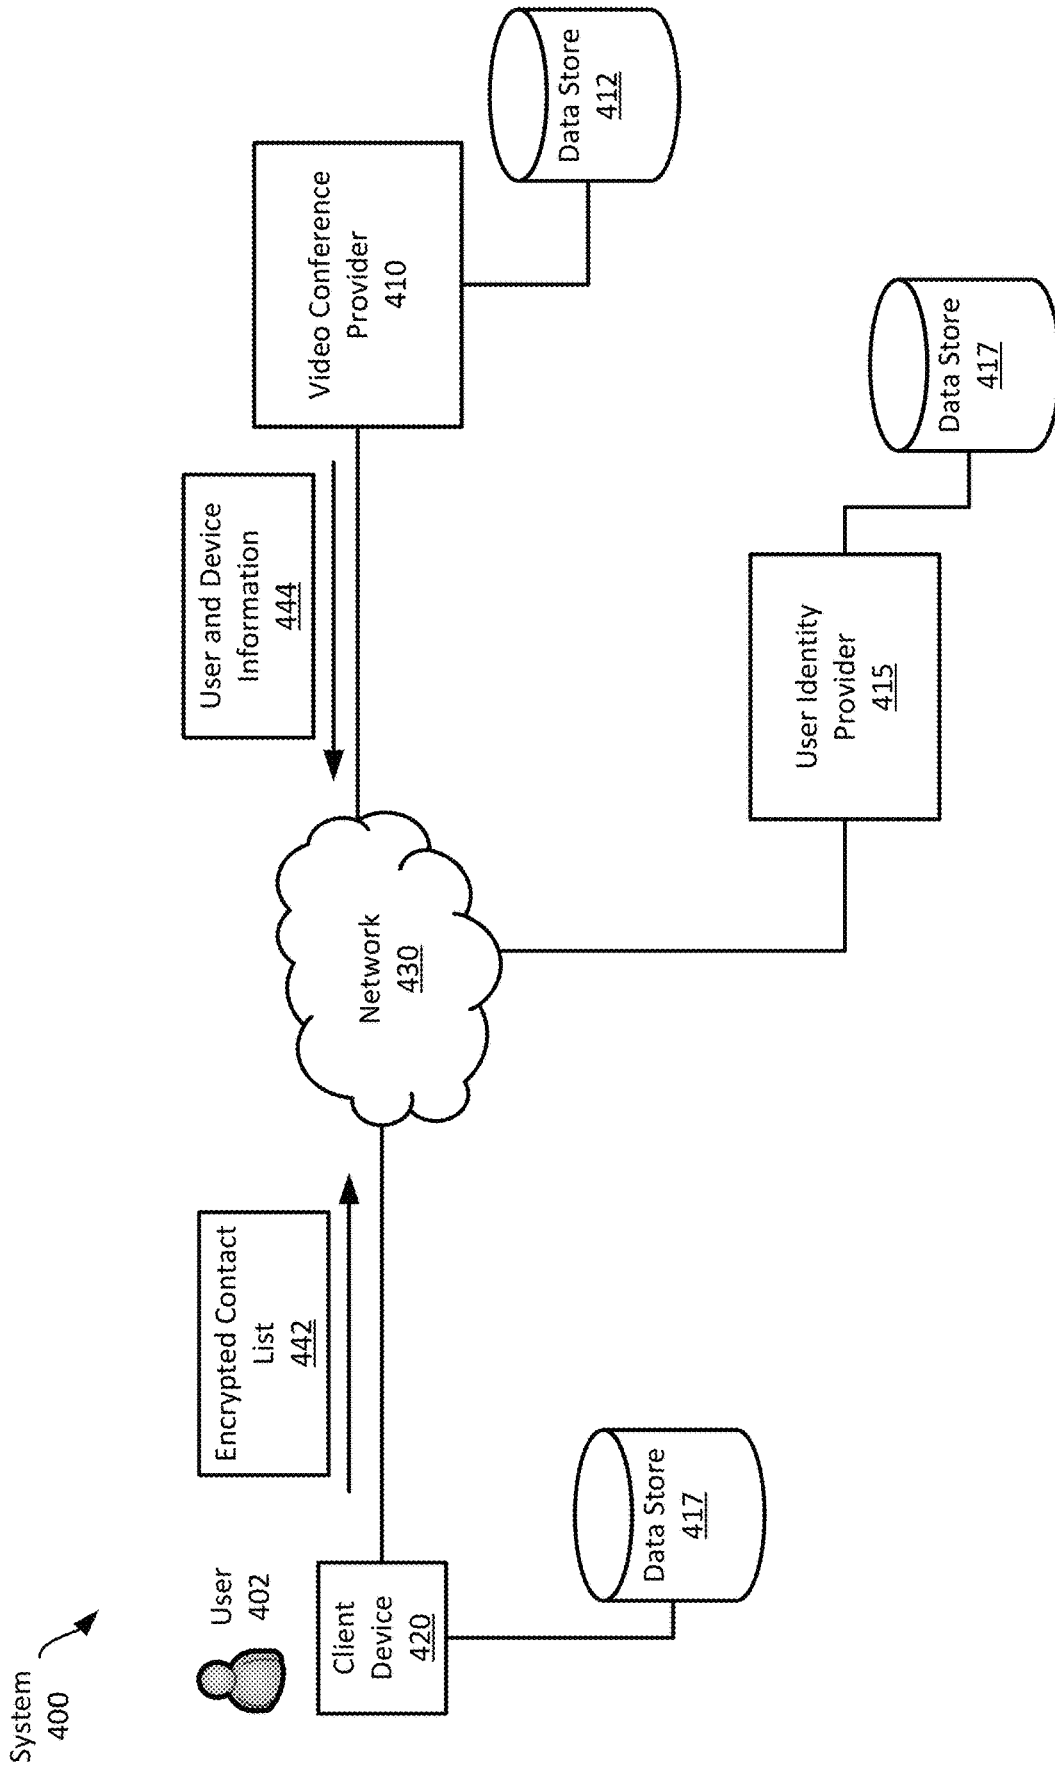 System
400
User
402
Client
Device
420
Data Store
417
Encrypted Contact
List
442
Network
430
User and Device
Information
444
Video Conference
Provider
410
Data Store
412
User Identity
Provider
415
Data Store
417